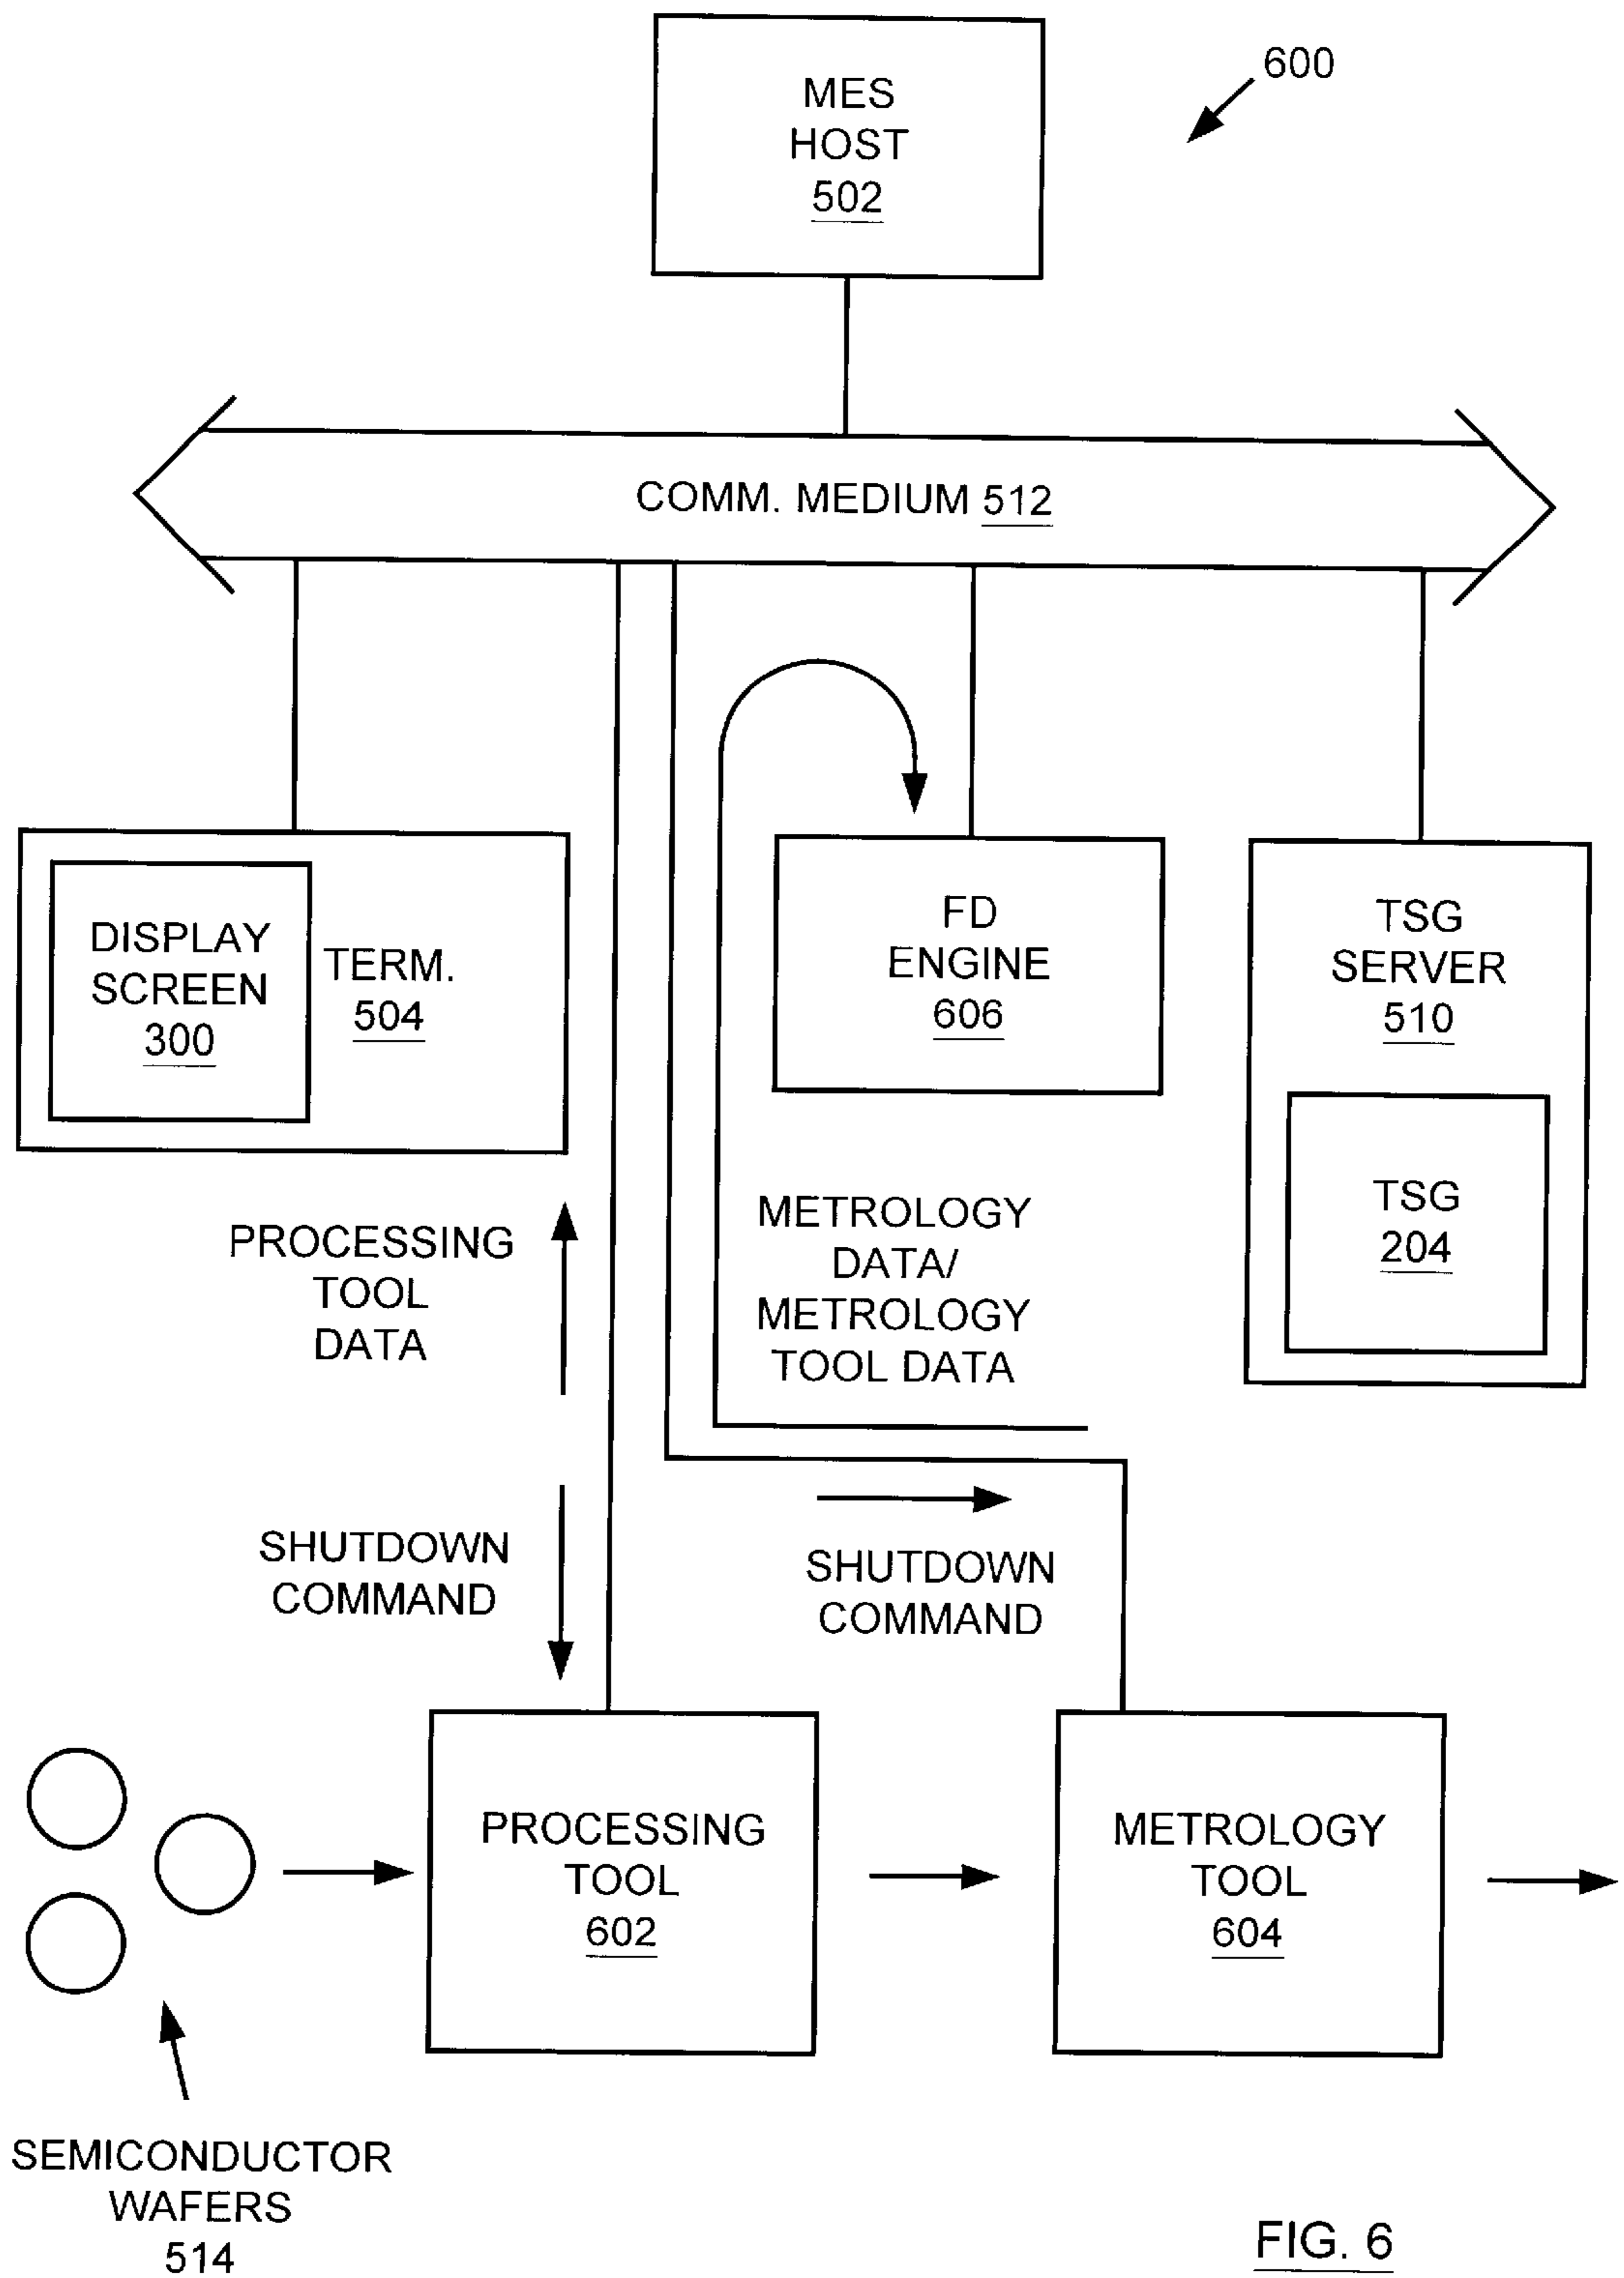 600
MES
HOST
502
COMM. MEDIUM 512
DISPLAY
SCREEN
300
TERM.
504
FD
ENGINE
606
TSG
SERVER
510
TSG
204
PROCESSING
TOOL
DATA
METROLOGY
DATA/
METROLOGY
TOOL DATA
SHUTDOWN
COMMAND
SHUTDOWN
COMMAND
PROCESSING
TOOL
602
METROLOGY
TOOL
604
SEMICONDUCTOR
WAFERS
514
FIG. 6